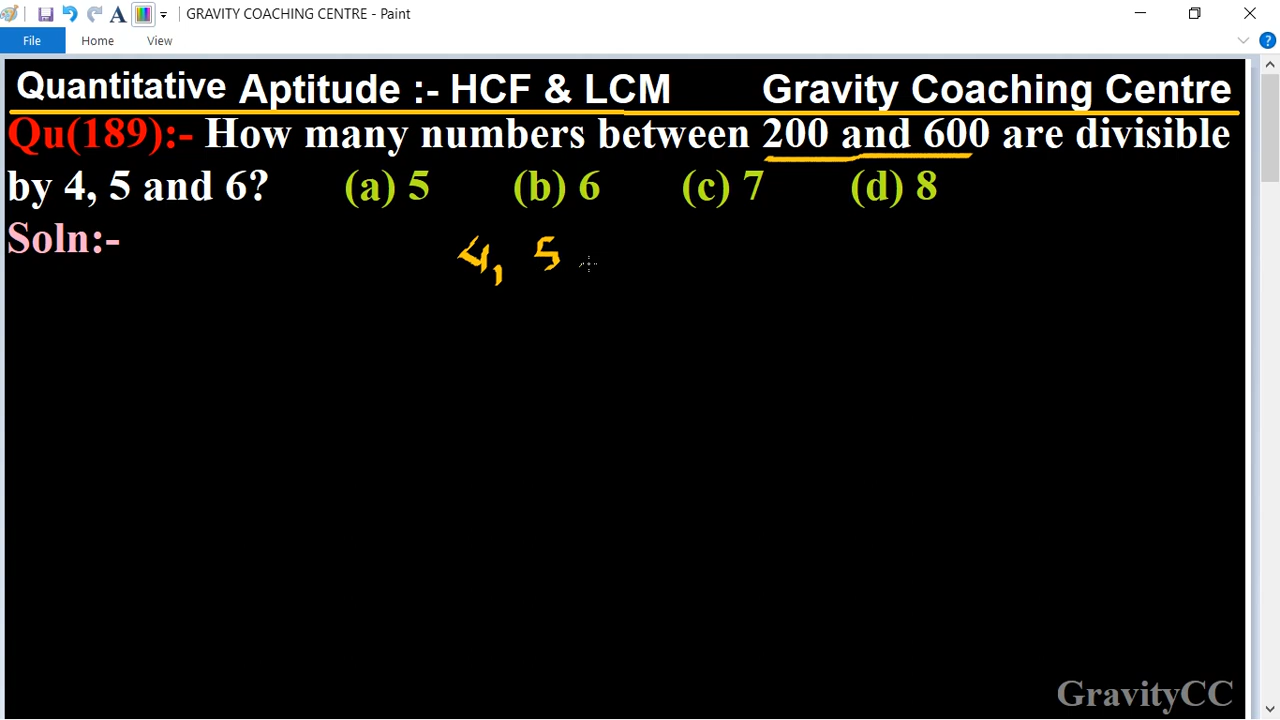 GRAVITY COACHING CENTRE - Paint
File Home View
Quantitative Aptitude :- HCF & LCM Gravity Coaching Centre
Qu(189):- How many numbers between 200 and 600 are divisible
by 4, 5 and 6? (a) 5 (b) 6 (c) 7 (d) 8
Soln:-
4, 5
GravityCC